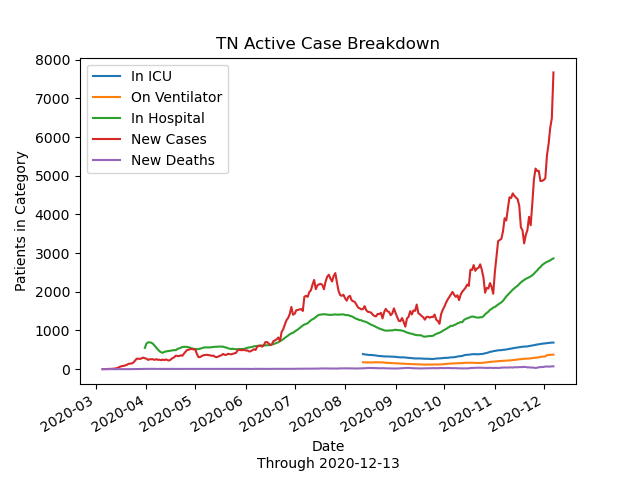 TN Active Case Breakdown
8000
7000
6000
5000
4000
3000
2000
1000
0
Patients in Category
In ICU
On Ventilator
In Hospital
New Cases
New Deaths
2020-03
2020-04
2020-05
2020-06
2020-07
2020-08
2020-09
2020-10
2020-11
2020-12
Date
Through 2020-12-13